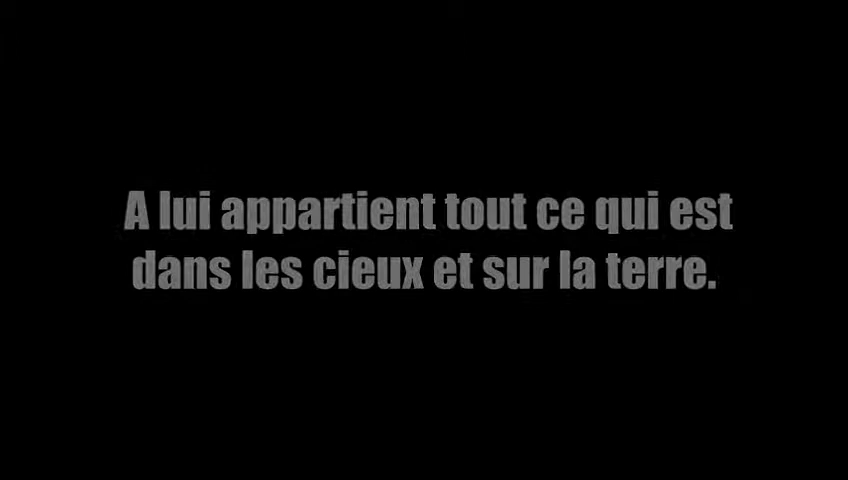 A lui appartient tout ce qui est
dans les cieux et sur la terre.